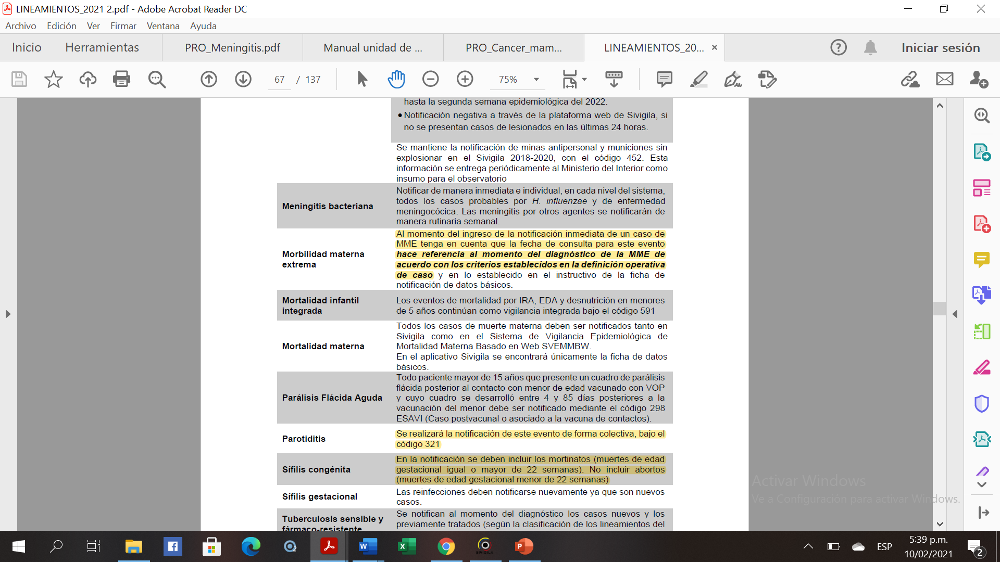 LINEAMIENTOS_2021 2.pdf - Adobe Acrobat Reader DC
Archivo Edición Ver Firmar Ventana Ayuda
Inicio Herramientas PRO_Meningitis.pdf Manual unidad de ... PRO_Cancer_mam... LINEAMIENTOS_20... Iniciar sesión
67 / 137 75%
hasta la segunda semana epidemiológica del 2022.
● Notificación negativa a través de la plataforma web de Sivigila, si
no se presentan casos de lesionados en las últimas 24 horas.
Se mantiene la notificación de minas antipersonal y municiones sin
explosionar en el Sivigila 2018-2020, con el código 452. Esta
información se entrega periódicamente al Ministerio del Interior como
insumo para el observatorio
Meningitis bacteriana
Notificar de manera inmediata e individual, en cada nivel del sistema,
todos los casos probables por H. influenzae y de enfermedad
meningocócica. Las meningitis por otros agentes se notificarán de
manera rutinaria semanal.
Morbilidad materna
extrema
Al momento del ingreso de la notificación inmediata de un caso de
MME tenga en cuenta que la fecha de consulta para este evento
hace referencia al momento del diagnóstico de la MME de
acuerdo con los criterios establecidos en la definición operativa
de caso y en lo establecido en el instructivo de la ficha de
notificación de datos básicos.
Mortalidad infantil
integrada
Los eventos de mortalidad por IRA, EDA y desnutrición en menores
de 5 años continúan como vigilancia integrada bajo el código 591
Mortalidad materna
Todos los casos de muerte materna deben ser notificados tanto en
Sivigila como en el Sistema de Vigilancia Epidemiológica de
Mortalidad Materna Basado en Web SVEMMBW.
En el aplicativo Sivigila se encontrará únicamente la ficha de datos
básicos.
Parálisis Flácida Aguda
Todo paciente mayor de 15 años que presente un cuadro de parálisis
flácida posterior al contacto con menor de edad vacunado con VOP
y cuyo cuadro se desarrolló entre 4 y 85 días posteriores a la
vacunación del menor debe ser notificado mediante el código 298
ESAVI (Caso postvacunal o asociado a la vacuna de contactos).
Parotiditis
Se realizará la notificación de este evento de forma colectiva, bajo el
código 321
Sífilis congénita
En la notificación se deben incluir los mortinatos (muertes de edad
gestacional igual o mayor de 22 semanas). No incluir abortos
(muertes de edad gestacional menor de 22 semanas)
Sífilis gestacional
Las reinfecciones deben notificarse nuevamente ya que son nuevos
casos.
Tuberculosis sensible y
fármaco-resistente
Se notifican al momento del diagnóstico los casos nuevos y los
previamente tratados (según la clasificación de los lineamientos del
Activar Windows
Ve a Configuración para activar Windows.
SIVIGILA
ESP
5:39 p.m.
10/02/2021
2